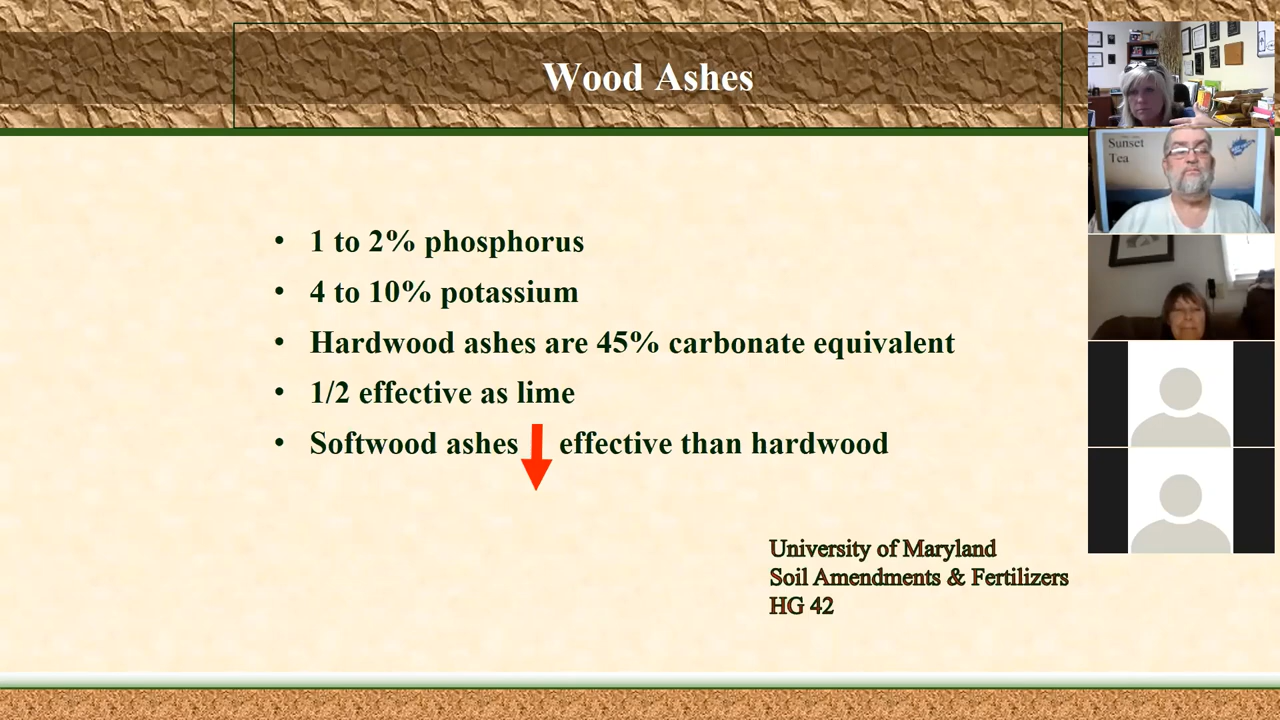 Wood Ashes
• 1 to 2% phosphorus
• 4 to 10% potassium
• Hardwood ashes are 45% carbonate equivalent
• 1/2 effective as lime
• Softwood ashes effective than hardwood
University of Maryland
Soil Amendments & Fertilizers
HG 42
Sunset
Tea